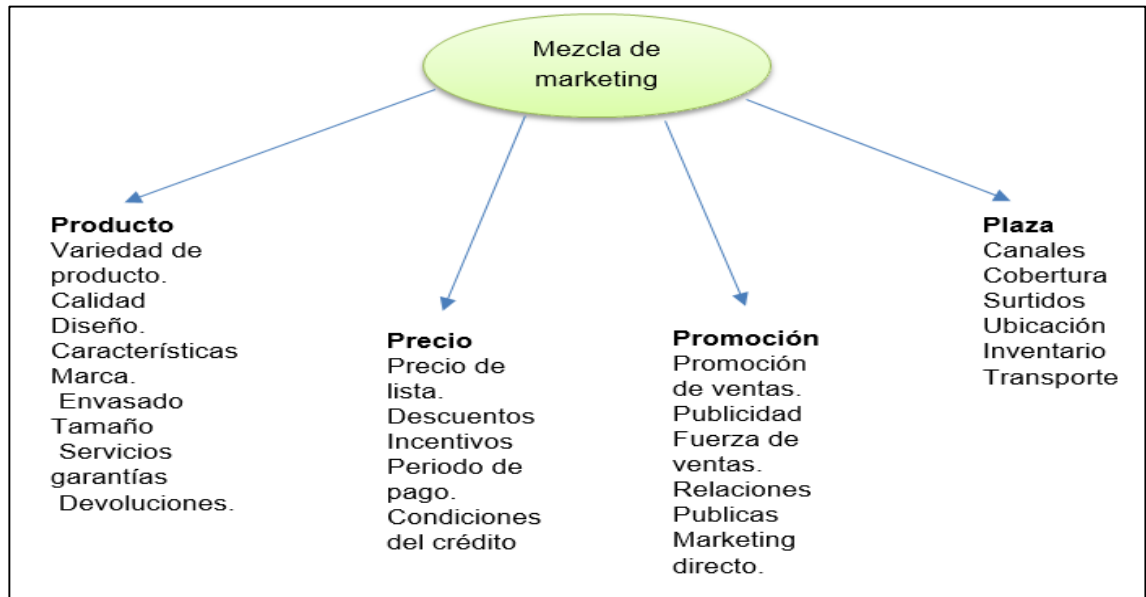 Mezcla de
marketing
Producto
Variedad de
producto.
Calidad
Diseño.
Características
Marca.
Envasado
Tamaño
Servicios
garantías
Devoluciones.
Precio
Precio de
lista.
Descuentos
Incentivos
Periodo de
pago.
Condiciones
del crédito
Promoción
Promoción
de ventas.
Publicidad
Fuerza de
ventas.
Relaciones
Publicas
Marketing
directo.
Plaza
Canales
Cobertura
Surtidos
Ubicación
Inventario
Transporte